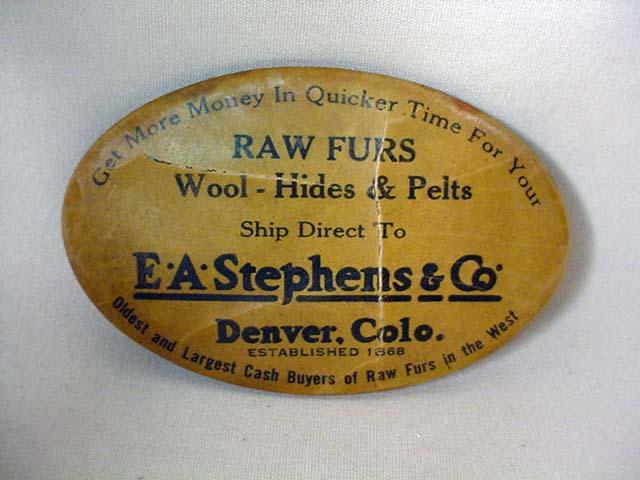 Get More Money In Quicker Time For Your
RAW FURS
Wool - Hides & Pelts
Ship Direct To
E·A·Stephens & Co·
Denver, Colo.
ESTABLISHED 1868
Oldest and Largest Cash Buyers of Raw Furs in the West